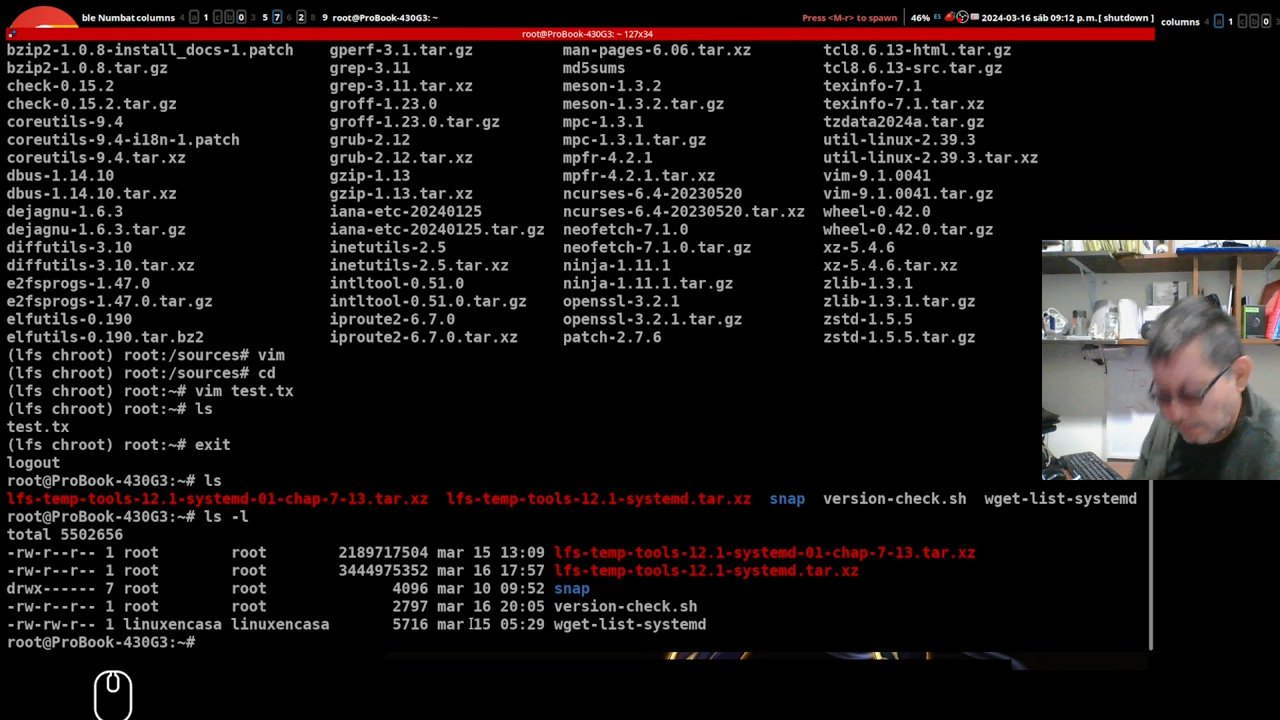 ble Numbat columns 4 a 1 c b 0 3 5 7 2 8 9 root@ProBook-430G3: ~ Press <M-r> to spawn 46% ES 2024-03-16 sáb 09:12 p.m. [ shutdown ] columns 4 a 1 c b 0
root@ProBook-430G3: ~ 127x34
bzip2-1.0.8-install_docs-1.patch gperf-3.1.tar.gz man-pages-6.06.tar.xz tcl8.6.13-html.tar.gz
bzip2-1.0.8.tar.gz grep-3.11 md5sums tcl8.6.13-src.tar.gz
check-0.15.2 grep-3.11.tar.xz meson-1.3.2 texinfo-7.1
check-0.15.2.tar.gz groff-1.23.0 meson-1.3.2.tar.gz texinfo-7.1.tar.xz
coreutils-9.4 groff-1.23.0.tar.gz mpc-1.3.1 tzdata2024a.tar.gz
coreutils-9.4-i18n-1.patch grub-2.12 mpc-1.3.1.tar.gz util-linux-2.39.3
coreutils-9.4.tar.xz grub-2.12.tar.xz mpfr-4.2.1 util-linux-2.39.3.tar.xz
dbus-1.14.10 gzip-1.13 mpfr-4.2.1.tar.xz vim-9.1.0041
dbus-1.14.10.tar.xz gzip-1.13.tar.xz ncurses-6.4-20230520 vim-9.1.0041.tar.gz
dejagnu-1.6.3 iana-etc-20240125 ncurses-6.4-20230520.tar.xz wheel-0.42.0
dejagnu-1.6.3.tar.gz iana-etc-20240125.tar.gz neofetch-7.1.0 wheel-0.42.0.tar.gz
diffutils-3.10 inetutils-2.5 neofetch-7.1.0.tar.gz xz-5.4.6
diffutils-3.10.tar.xz inetutils-2.5.tar.xz ninja-1.11.1 xz-5.4.6.tar.xz
e2fsprogs-1.47.0 intltool-0.51.0 ninja-1.11.1.tar.gz zlib-1.3.1
e2fsprogs-1.47.0.tar.gz intltool-0.51.0.tar.gz openssl-3.2.1 zlib-1.3.1.tar.gz
elfutils-0.190 iproute2-6.7.0 openssl-3.2.1.tar.gz zstd-1.5.5
elfutils-0.190.tar.bz2 iproute2-6.7.0.tar.xz patch-2.7.6 zstd-1.5.5.tar.gz
(lfs chroot) root:/sources# vim
(lfs chroot) root:/sources# cd
(lfs chroot) root:~# vim test.tx
(lfs chroot) root:~# ls
test.tx
(lfs chroot) root:~# exit
logout
root@ProBook-430G3:~# ls
lfs-temp-tools-12.1-systemd-01-chap-7-13.tar.xz lfs-temp-tools-12.1-systemd.tar.xz snap version-check.sh wget-list-systemd
root@ProBook-430G3:~# ls -l
total 5502656
-rw-r--r-- 1 root root 2189717504 mar 15 13:09 lfs-temp-tools-12.1-systemd-01-chap-7-13.tar.xz
-rw-r--r-- 1 root root 3444975352 mar 16 17:57 lfs-temp-tools-12.1-systemd.tar.xz
drwx------ 7 root root 4096 mar 10 09:52 snap
-rw-r--r-- 1 root root 2797 mar 16 20:05 version-check.sh
-rw-rw-r-- 1 linuxencasa linuxencasa 5716 mar 15 05:29 wget-list-systemd
root@ProBook-430G3:~#